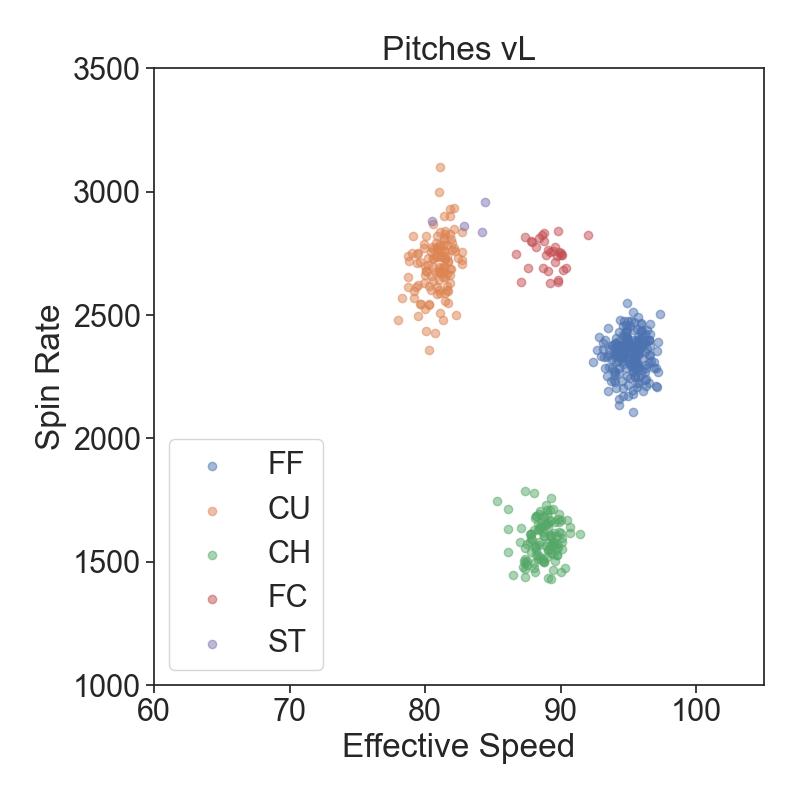 Pitches vL
3500
3000
2500
2000
1500
1000
Spin Rate
FF
CU
CH
FC
ST
60 70 80 90 100
Effective Speed